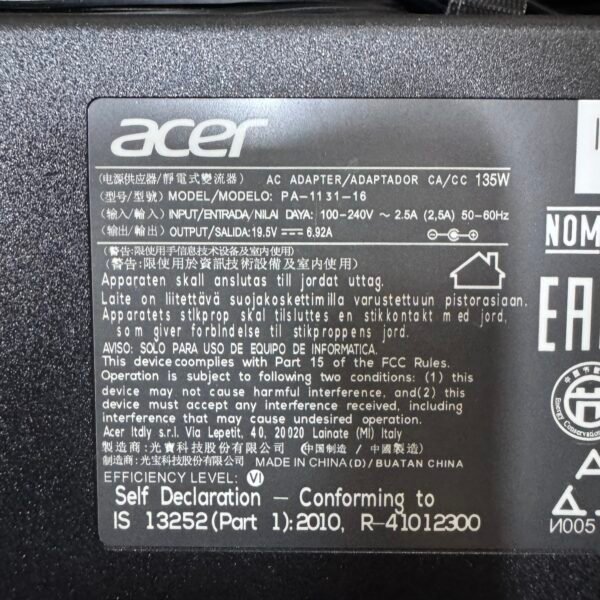 acer
(电源供应器/靜電式變流器) AC ADAPTER/ADAPTADOR CA/CC 135W
(型号/型號) MODEL/MODELO: PA-1131-16
(输入/輸入) INPUT/ENTRADA/NILAI DAYA: 100-240V ~ 2.5A (2,5A) 50-60Hz
(输出/輸出) OUTPUT/SALIDA: 19.5V ⎓ 6.92A
(警告: 限使用于信息技术设备及室内使用)
(警告: 限使用於資訊技術設備及室內使用)
Apparaten skall anslutas till jordat uttag.
Laite on liitettävä suojakoskettimilla varustettuun pistorasiaan.
Apparatets stikprop skal tilsluttes en stikkontakt med jord,
som giver forbindelse til stikproppens jord.
AVISO: SOLO PARA USO DE EQUIPO DE INFORMATICA.
This device coomplies with Part 15 of the FCC Rules.
Operation is subject to following two conditions: (1) this
device may not cause harmful interference, and(2) this
device must accept any interference received, including
interference that may cause undesired operation.
Acer Itdly s.r.l. Via Lepetit, 40, 20020 Lainate (MI) Italy
製造商: 光寶科技股份有限公司 (中国制造 / 中國製造)
制造商: 光宝科技股份有限公司 MADE IN CHINA (D) / BUATAN CHINA
EFFICIENCY LEVEL: VI
Self Declaration – Conforming to
IS 13252(Part 1):2010, R-41012300
NOM
EAC
Energy Conservation
И005